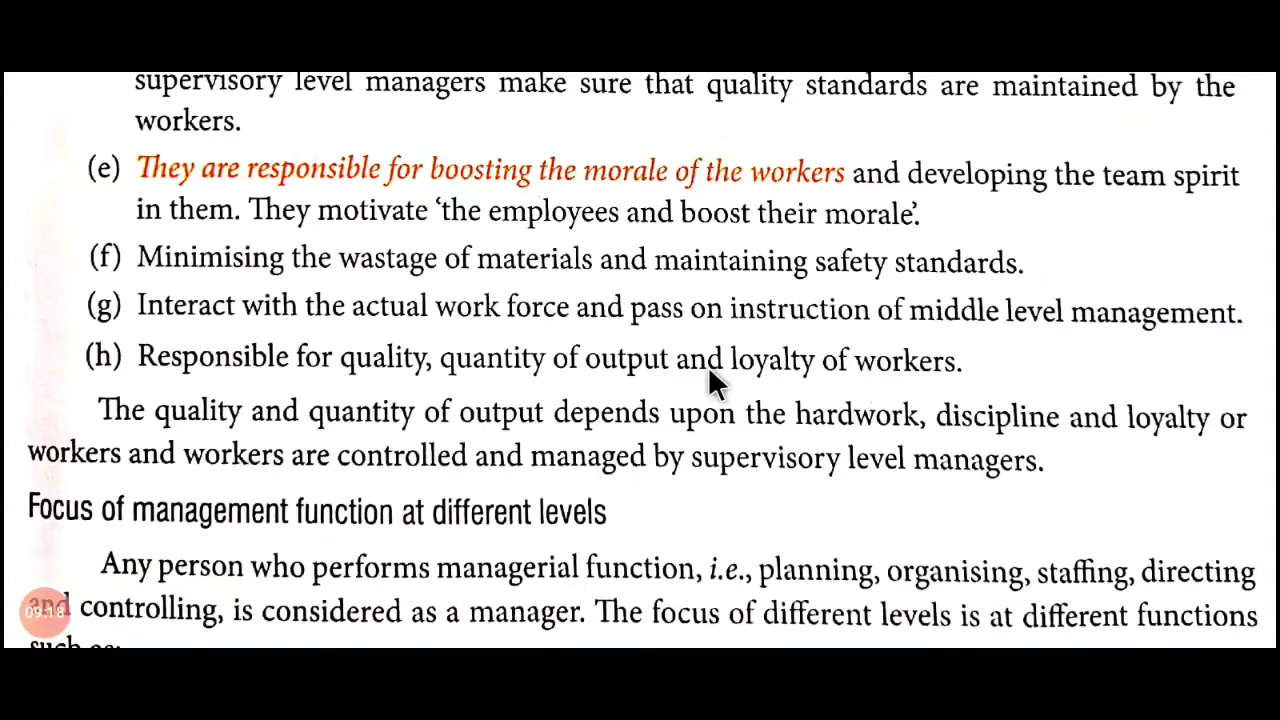 supervisory level managers make sure that quality standards are maintained by the
workers.
(e) They are responsible for boosting the morale of the workers and developing the team spirit
in them. They motivate ‘the employees and boost their morale’.
(f) Minimising the wastage of materials and maintaining safety standards.
(g) Interact with the actual work force and pass on instruction of middle level management.
(h) Responsible for quality, quantity of output and loyalty of workers.
The quality and quantity of output depends upon the hardwork, discipline and loyalty or
workers and workers are controlled and managed by supervisory level managers.
Focus of management function at different levels
Any person who performs managerial function, i.e., planning, organising, staffing, directing
and controlling, is considered as a manager. The focus of different levels is at different functions
09:18
such as: